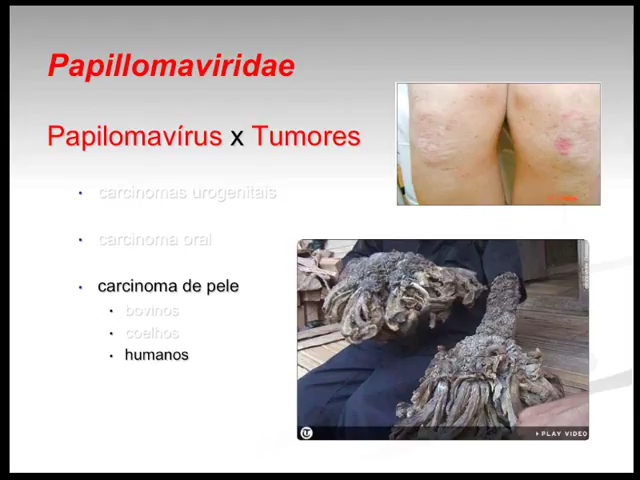 Papillomaviridae
Papilomavírus x Tumores
carcinomas urogenitais
carcinoma oral
carcinoma de pele
bovinos
coelhos
humanos
PLAY VIDEO